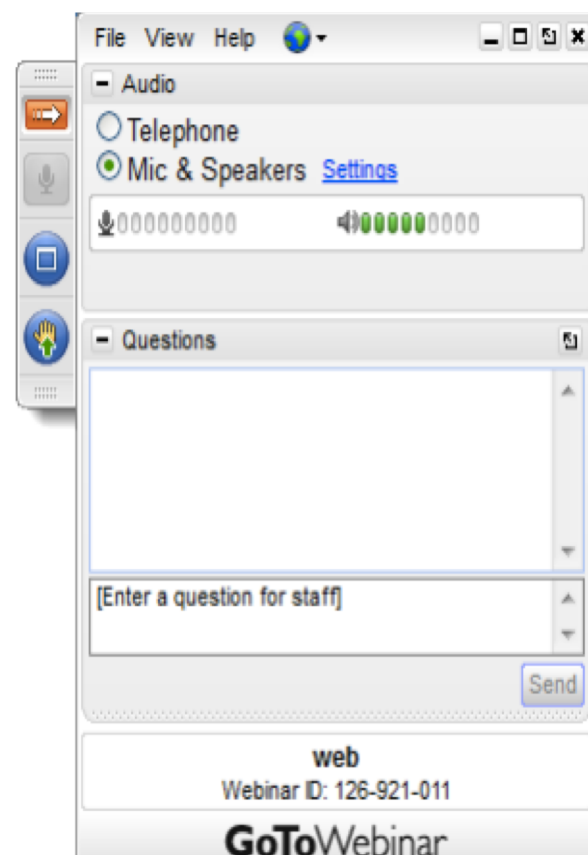 File View Help
Audio
Telephone
Mic & Speakers Settings
Questions
[Enter a question for staff]
Send
web
Webinar ID: 126-921-011
GoToWebinar